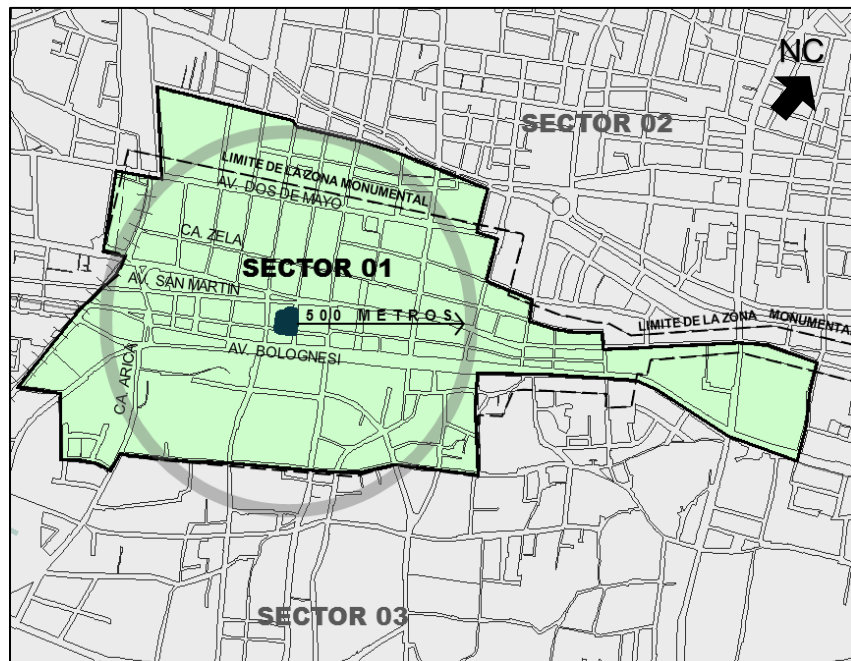 NC
SECTOR 02
LIMITE DE LA ZONA MONUMENTAL
AV. DOS DE MAYO
CA. ZELA
SECTOR 01
AV. SAN MARTIN
500 METROS
LIMITE DE LA ZONA MONUMENTAL
AV. BOLOGNESI
CA. ARICA
SECTOR 03